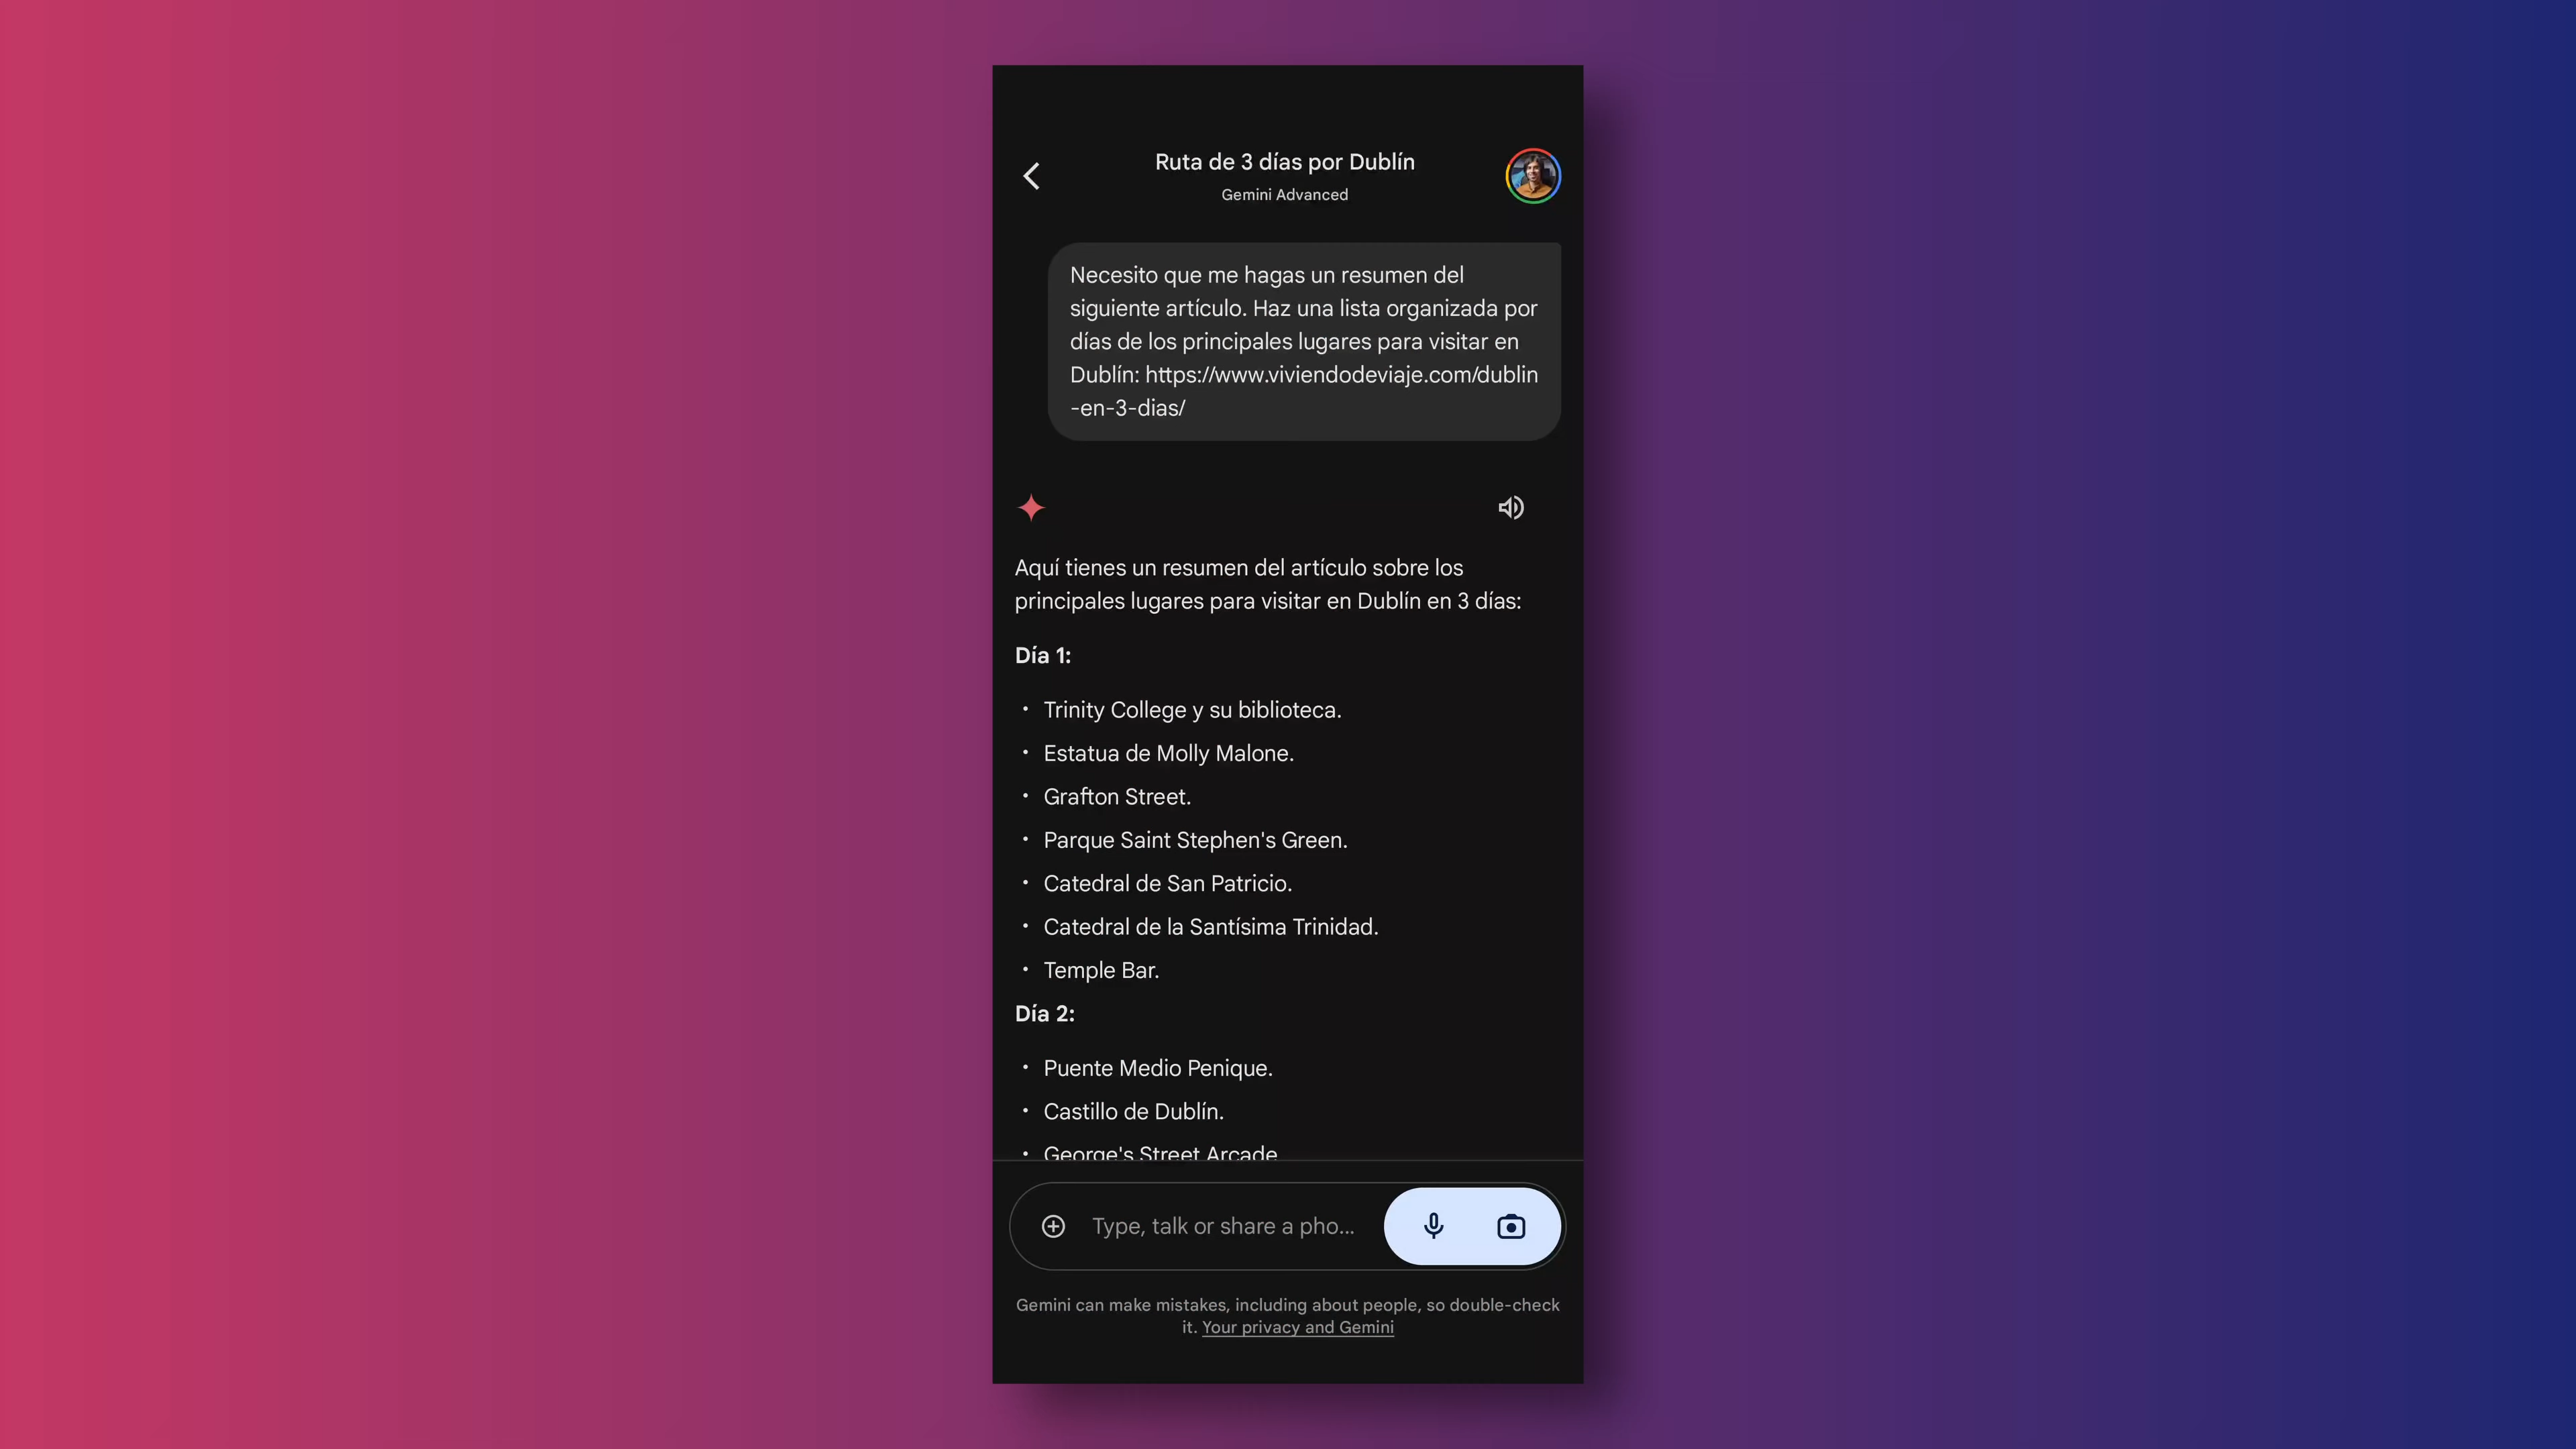 Ruta de 3 días por Dublín
Gemini Advanced
Necesito que me hagas un resumen del
siguiente artículo. Haz una lista organizada por
días de los principales lugares para visitar en
Dublín: https://www.viviendodeviaje.com/dublin
-en-3-dias/
Aquí tienes un resumen del artículo sobre los
principales lugares para visitar en Dublín en 3 días:
Día 1:
• Trinity College y su biblioteca.
• Estatua de Molly Malone.
• Grafton Street.
• Parque Saint Stephen's Green.
• Catedral de San Patricio.
• Catedral de la Santísima Trinidad.
• Temple Bar.
Día 2:
• Puente Medio Penique.
• Castillo de Dublín.
• George's Street Arcade
Type, talk or share a pho...
Gemini can make mistakes, including about people, so double-check
it. Your privacy and Gemini